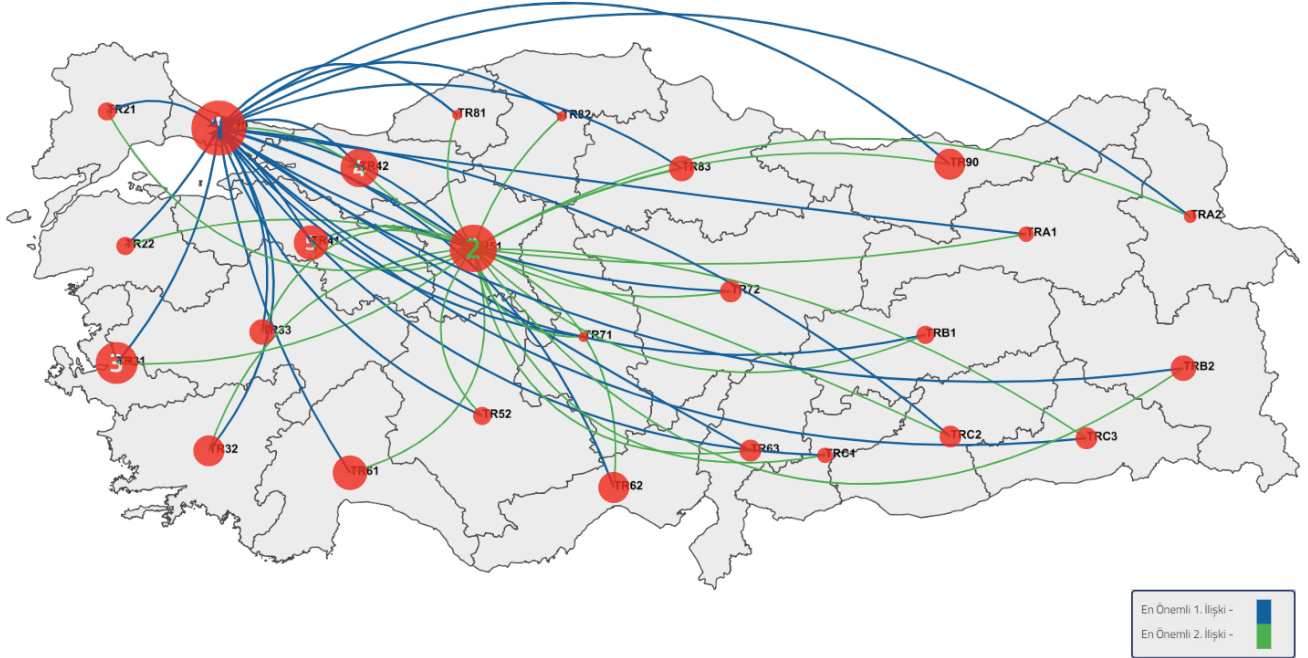 TR81
TR82
TR21
1
TR42
4
TR83
TR90
TRA2
TRA1
TR22
TR41
5
2
TR72
TR33
TR71
TRB1
TR31
3
TRB2
TR52
TRC2
TRC3
TR32
TR63
TRC1
TR61
TR62
En Önemli 1. İlişki -
En Önemli 2. İlişki -